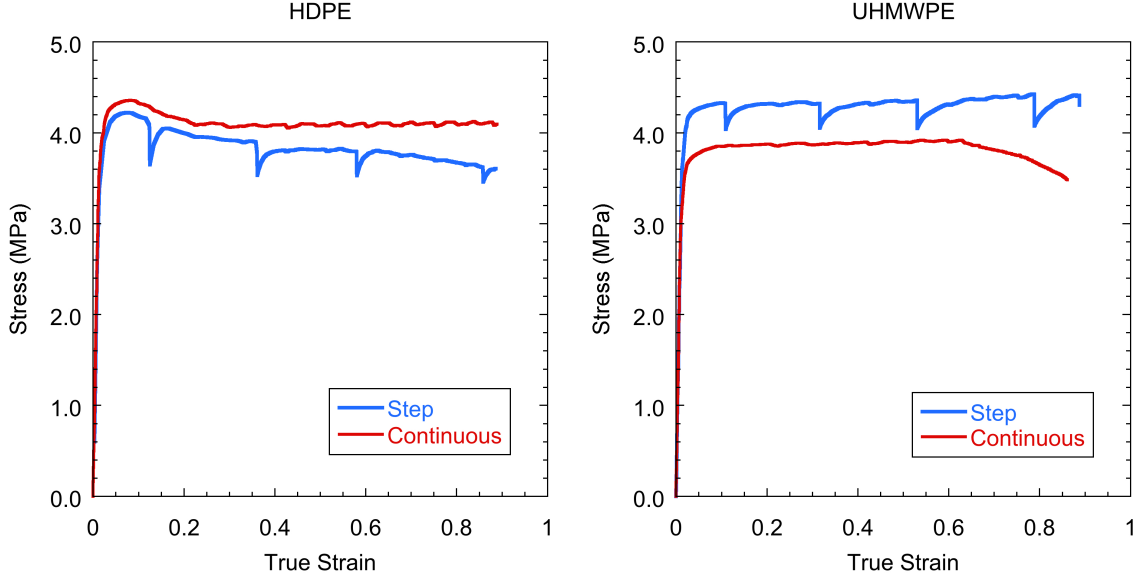 HDPE
5.0
4.0
3.0
2.0
1.0
0.0
Stress (MPa)
Step
Continuous
0 0.2 0.4 0.6 0.8 1
True Strain
UHMWPE
5.0
4.0
3.0
2.0
1.0
0.0
Stress (MPa)
Step
Continuous
0 0.2 0.4 0.6 0.8 1
True Strain